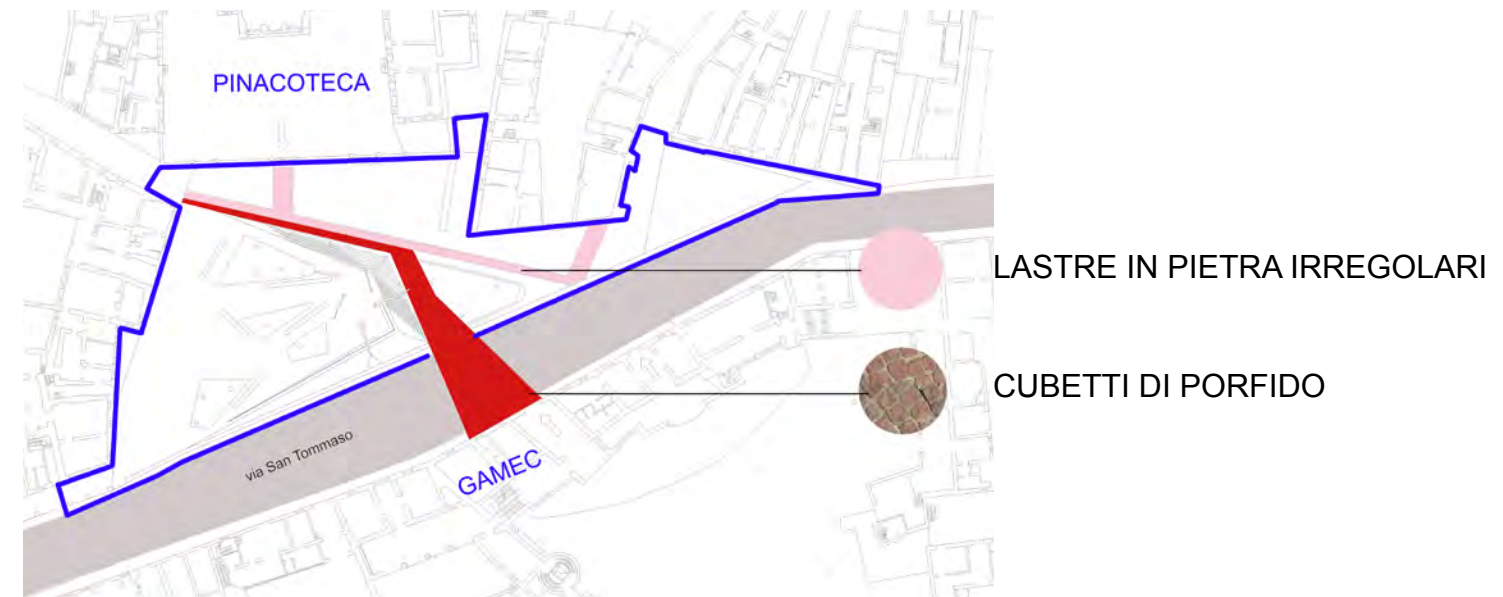 PINACOTECA
LASTRE IN PIETRA IRREGOLARI
CUBETTI DI PORFIDO
via San Tommaso
GAMEC